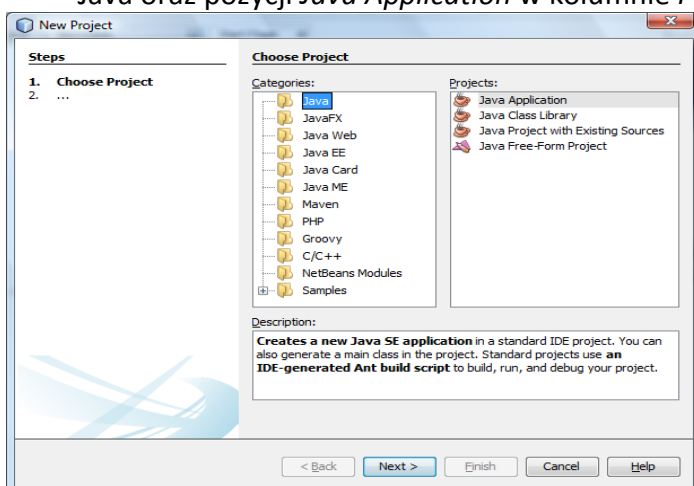 Java oraz pozycji Java Application w kolumnie
New Project
Steps
1. Choose Project
2. ...
Choose Project
Categories:
Java
JavaFX
Java Web
Java EE
Java Card
Java ME
Maven
PHP
Groovy
C/C++
NetBeans Modules
Samples
Projects:
Java Application
Java Class Library
Java Project with Existing Sources
Java Free-Form Project
Description:
Creates a new Java SE application in a standard IDE project. You can
also generate a main class in the project. Standard projects use an
IDE-generated Ant build script to build, run, and debug your project.
< Back
Next >
Finish
Cancel
Help